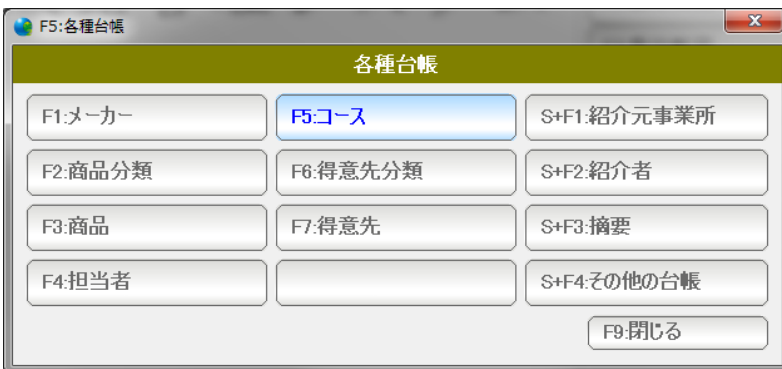 F5:各種台帳
各種台帳
F1:メーカー
F5:コース
S+F1:紹介元事業所
F2:商品分類
F6:得意先分類
S+F2:紹介者
F3:商品
F7:得意先
S+F3:摘要
F4:担当者
S+F4:その他の台帳
F9:閉じる